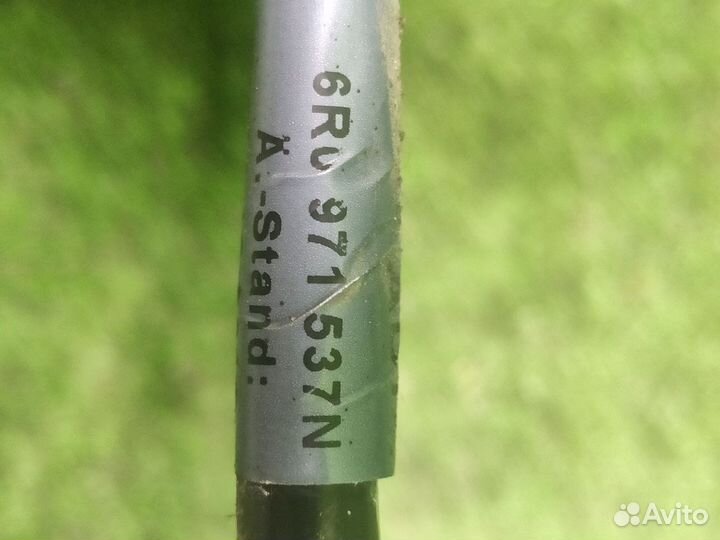 6R0 971 537N
Ä.-Stand:
Avito